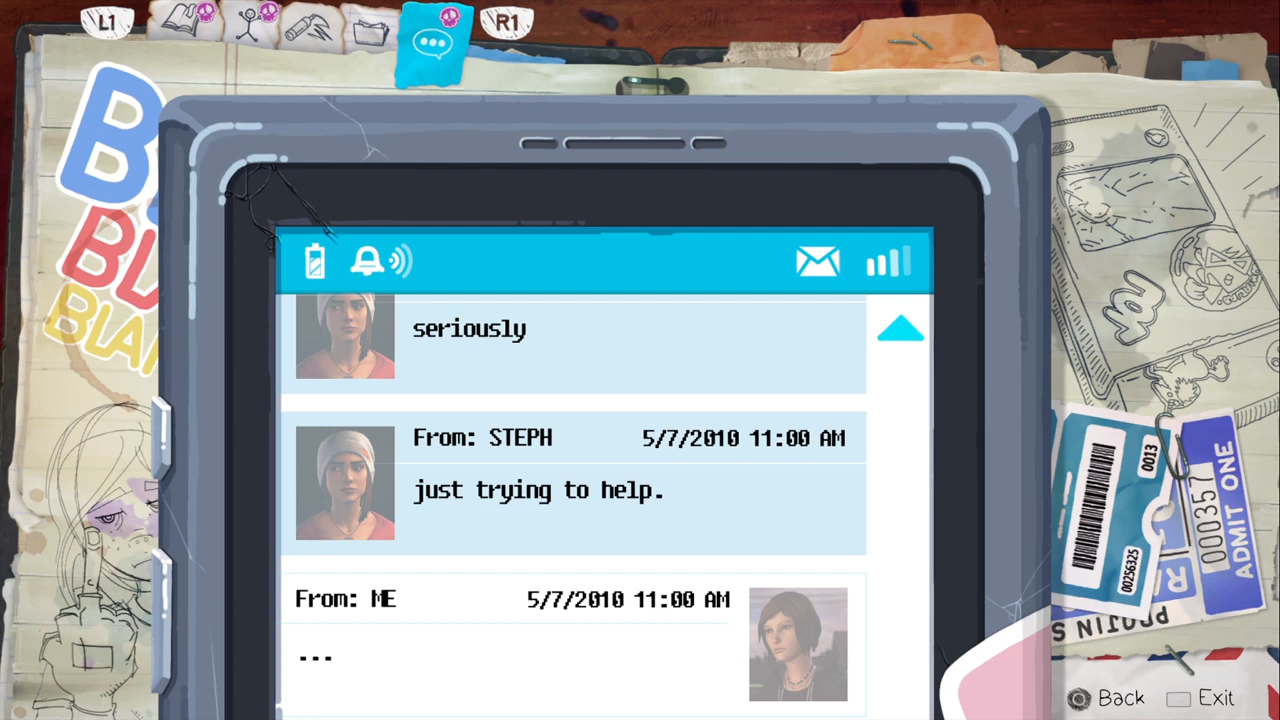 L1
R1
seriously
From: STEPH 5/7/2010 11:00 AM
just trying to help.
From: ME 5/7/2010 11:00 AM
...
0013
00256325
000357
ADMIT ONE
Back
Exit